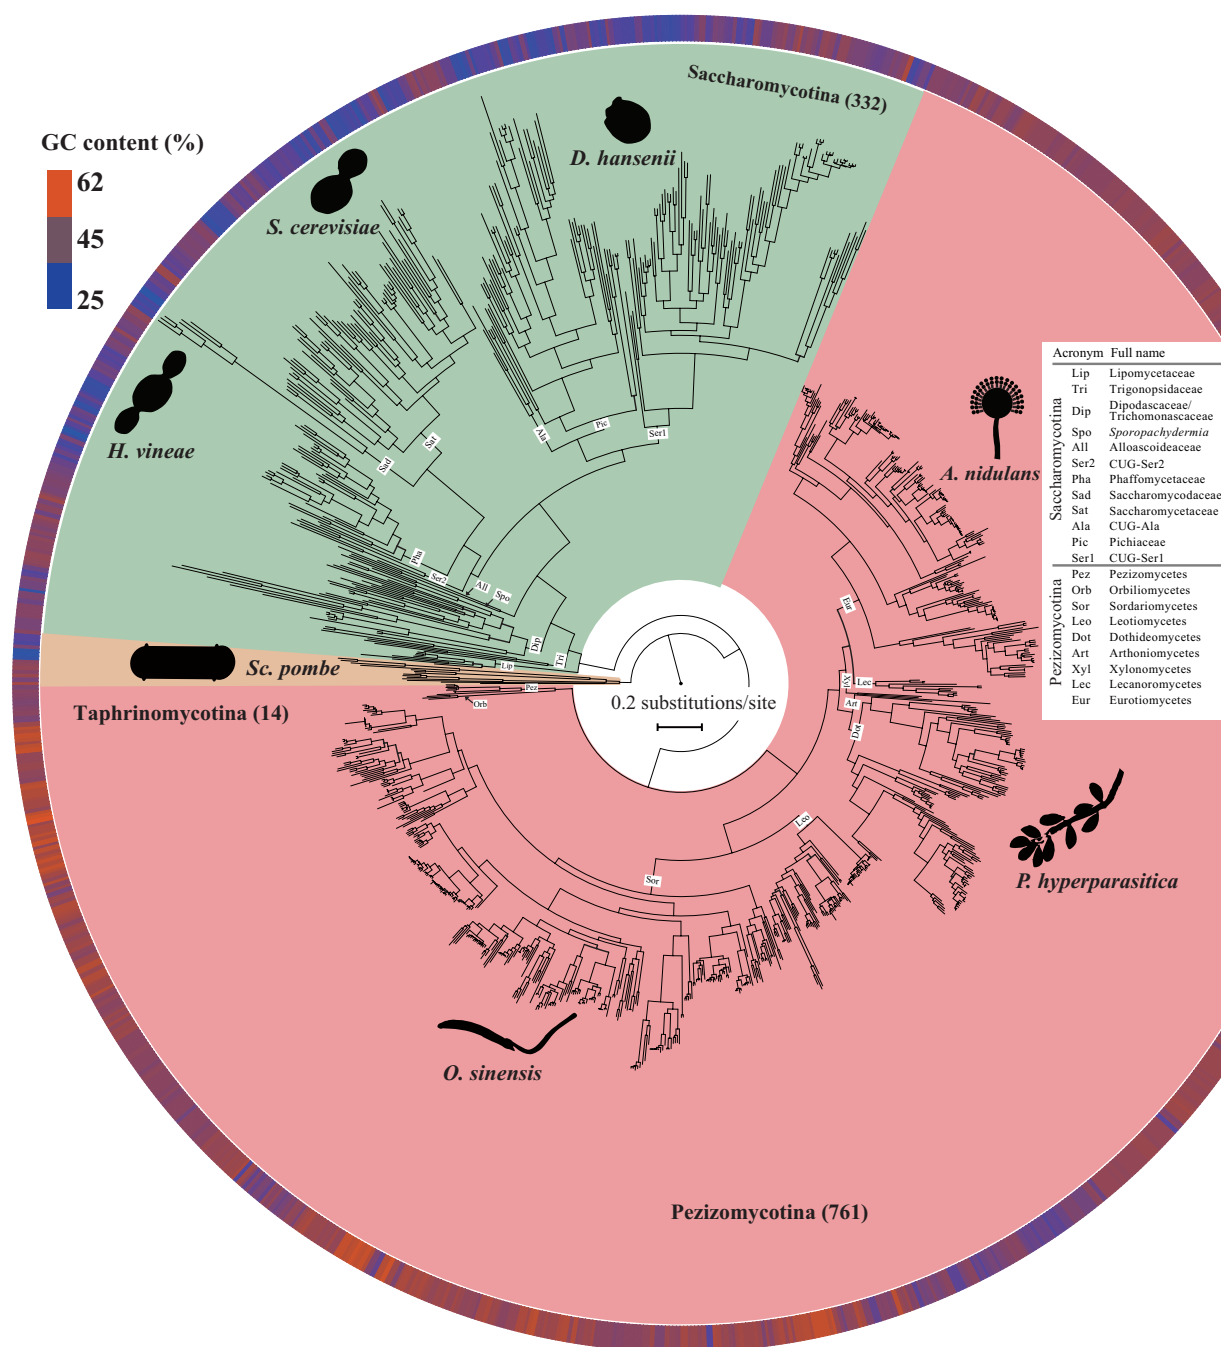 Saccharomycotina (332)
GC content (%)
62
45
25
D. hansenii
S. cerevisiae
H. vineae
A. nidulans
Ala
Pic
Ser1
Sat
Sad
Pha
Ser2
All
Spo
Dip
Tri
Lip
Eur
Xyl
Lec
Art
Dot
Pez
Orb
Leo
Sor
Sc. pombe
Taphrinomycotina (14)
0.2 substitutions/site
Acronym Full name
Saccharomycotina
Lip Lipomycetaceae
Tri Trigonopsidaceae
Dip Dipodascaceae/
Trichomonascaceae
Spo Sporopachydermia
All Alloascoideaceae
Ser2 CUG-Ser2
Pha Phaffomycetaceae
Sad Saccharomycodaceae
Sat Saccharomycetaceae
Ala CUG-Ala
Pic Pichiaceae
Ser1 CUG-Ser1
Pezizomycotina
Pez Pezizomycetes
Orb Orbiliomycetes
Sor Sordariomycetes
Leo Leotiomycetes
Dot Dothideomycetes
Art Arthoniomycetes
Xyl Xylonomycetes
Lec Lecanoromycetes
Eur Eurotiomycetes
P. hyperparasitica
O. sinensis
Pezizomycotina (761)